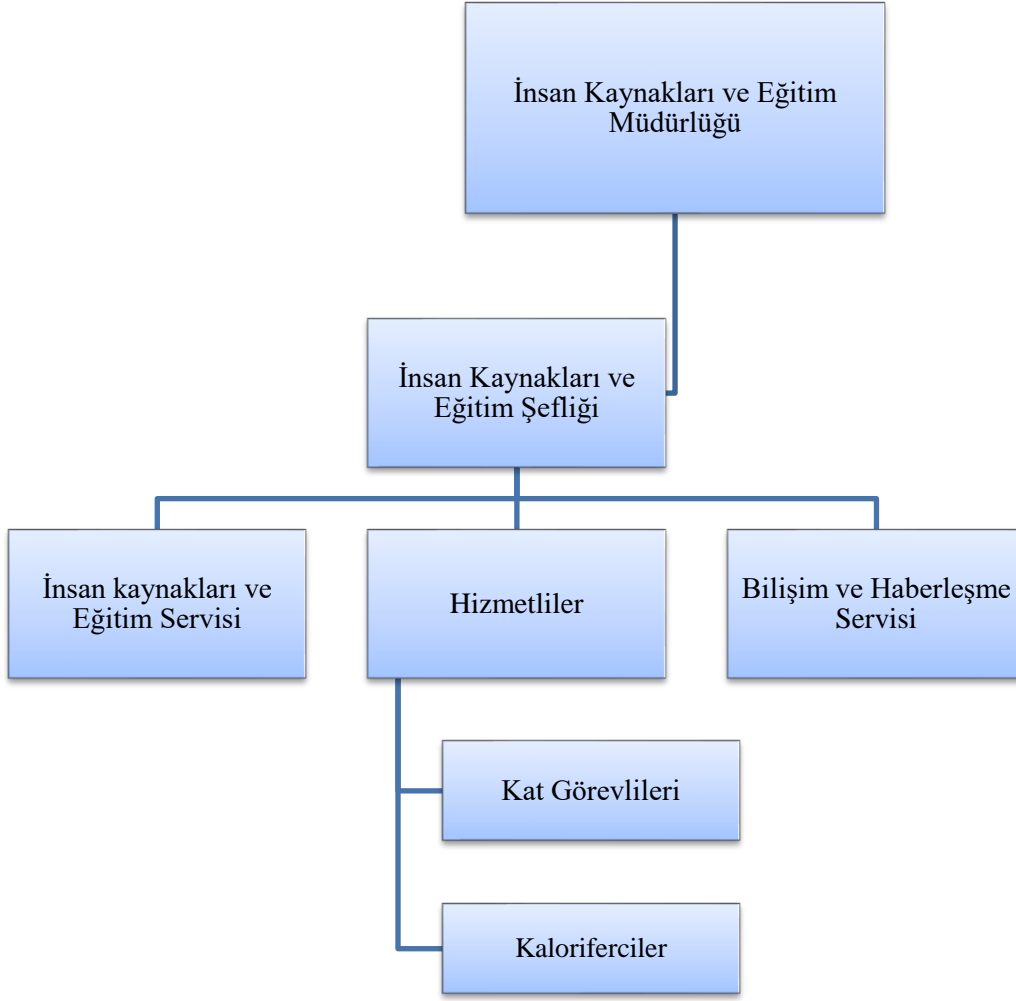 İnsan Kaynakları ve Eğitim
Müdürlüğü
İnsan Kaynakları ve
Eğitim Şefliği
İnsan kaynakları ve
Eğitim Servisi
Hizmetliler
Bilişim ve Haberleşme
Servisi
Kat Görevlileri
Kaloriferciler